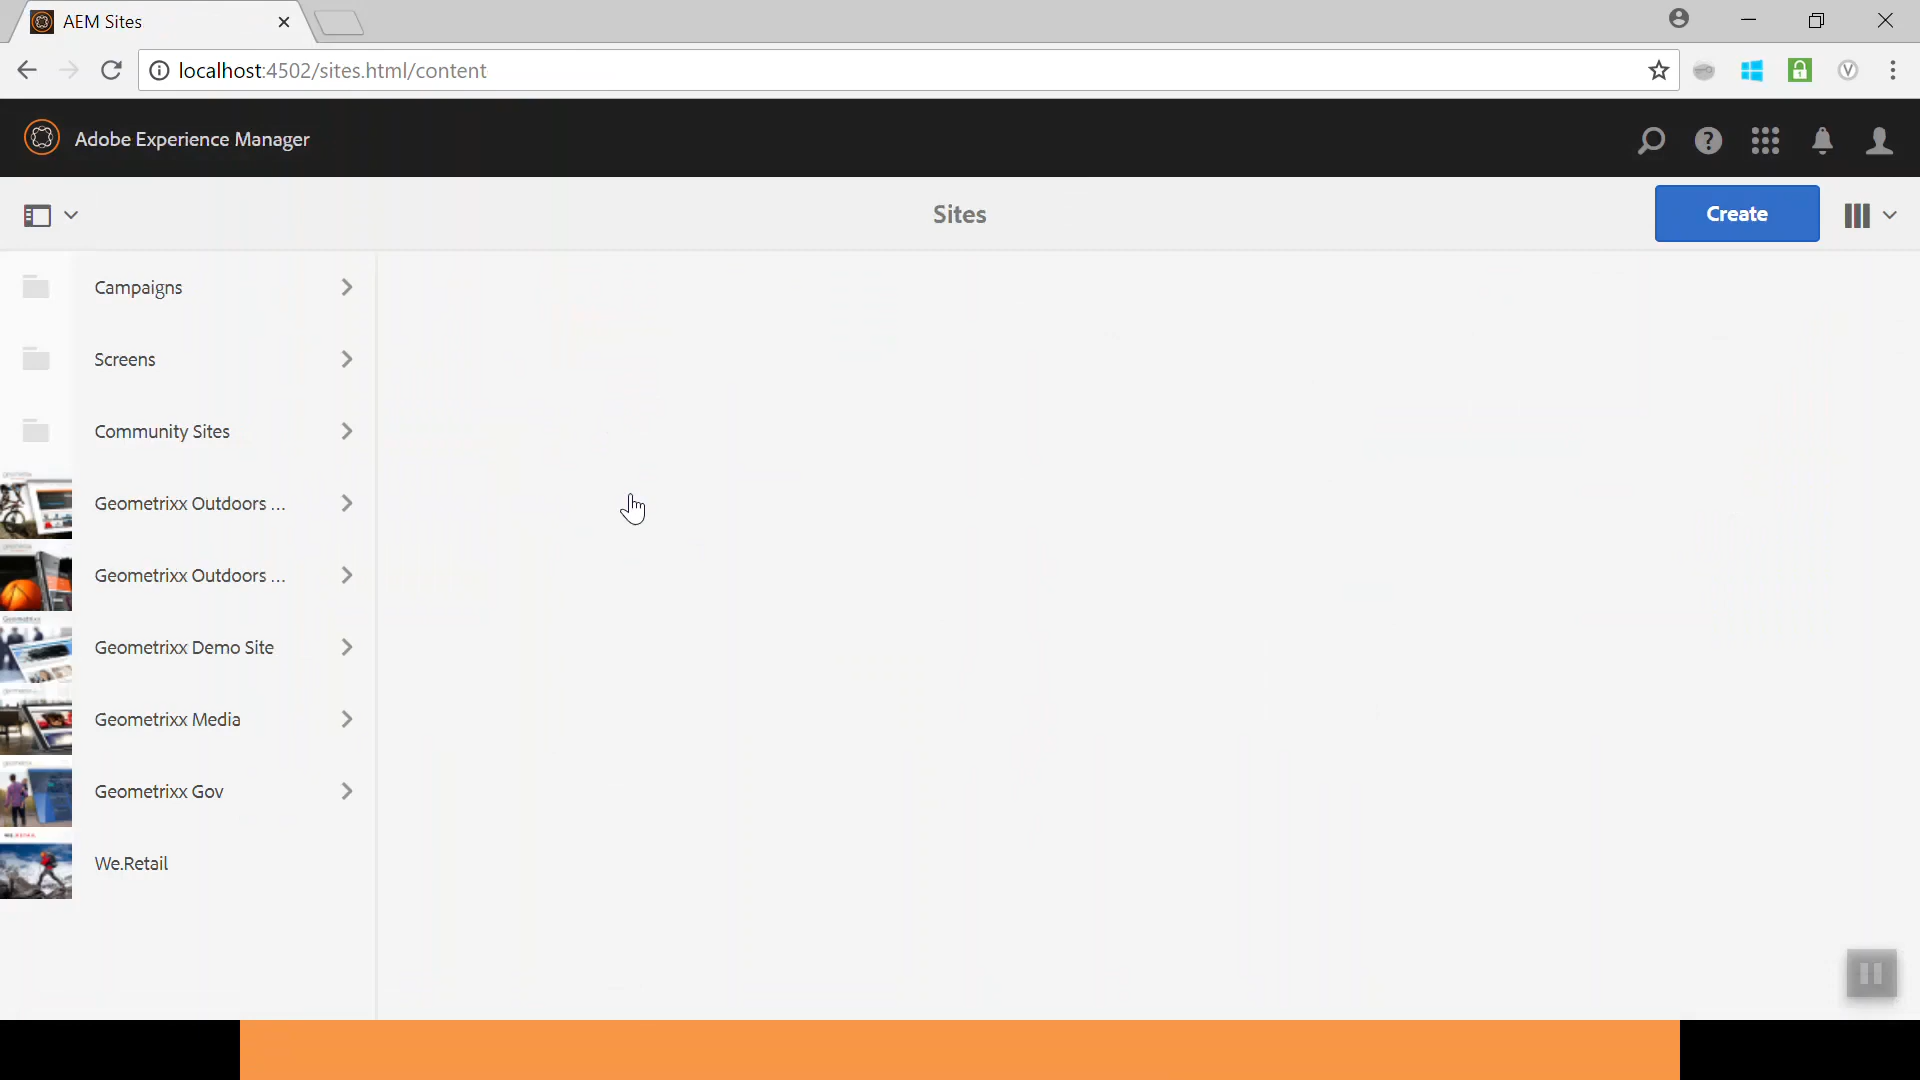 AEM Sites
localhost:4502/sites.html/content
Adobe Experience Manager
Sites
Create
Campaigns
Screens
Community Sites
Geometrixx Outdoors ...
Geometrixx Outdoors ...
Geometrixx Demo Site
Geometrixx Media
Geometrixx Gov
We.Retail